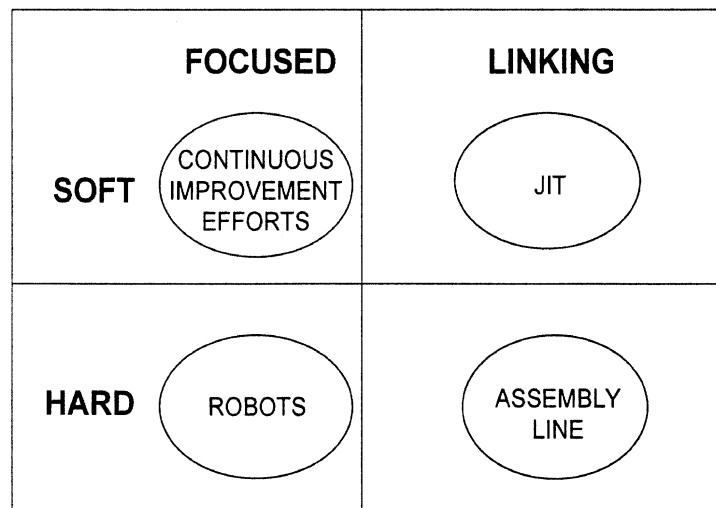 FOCUSED
LINKING
SOFT
CONTINUOUS
IMPROVEMENT
EFFORTS
JIT
HARD
ROBOTS
ASSEMBLY
LINE